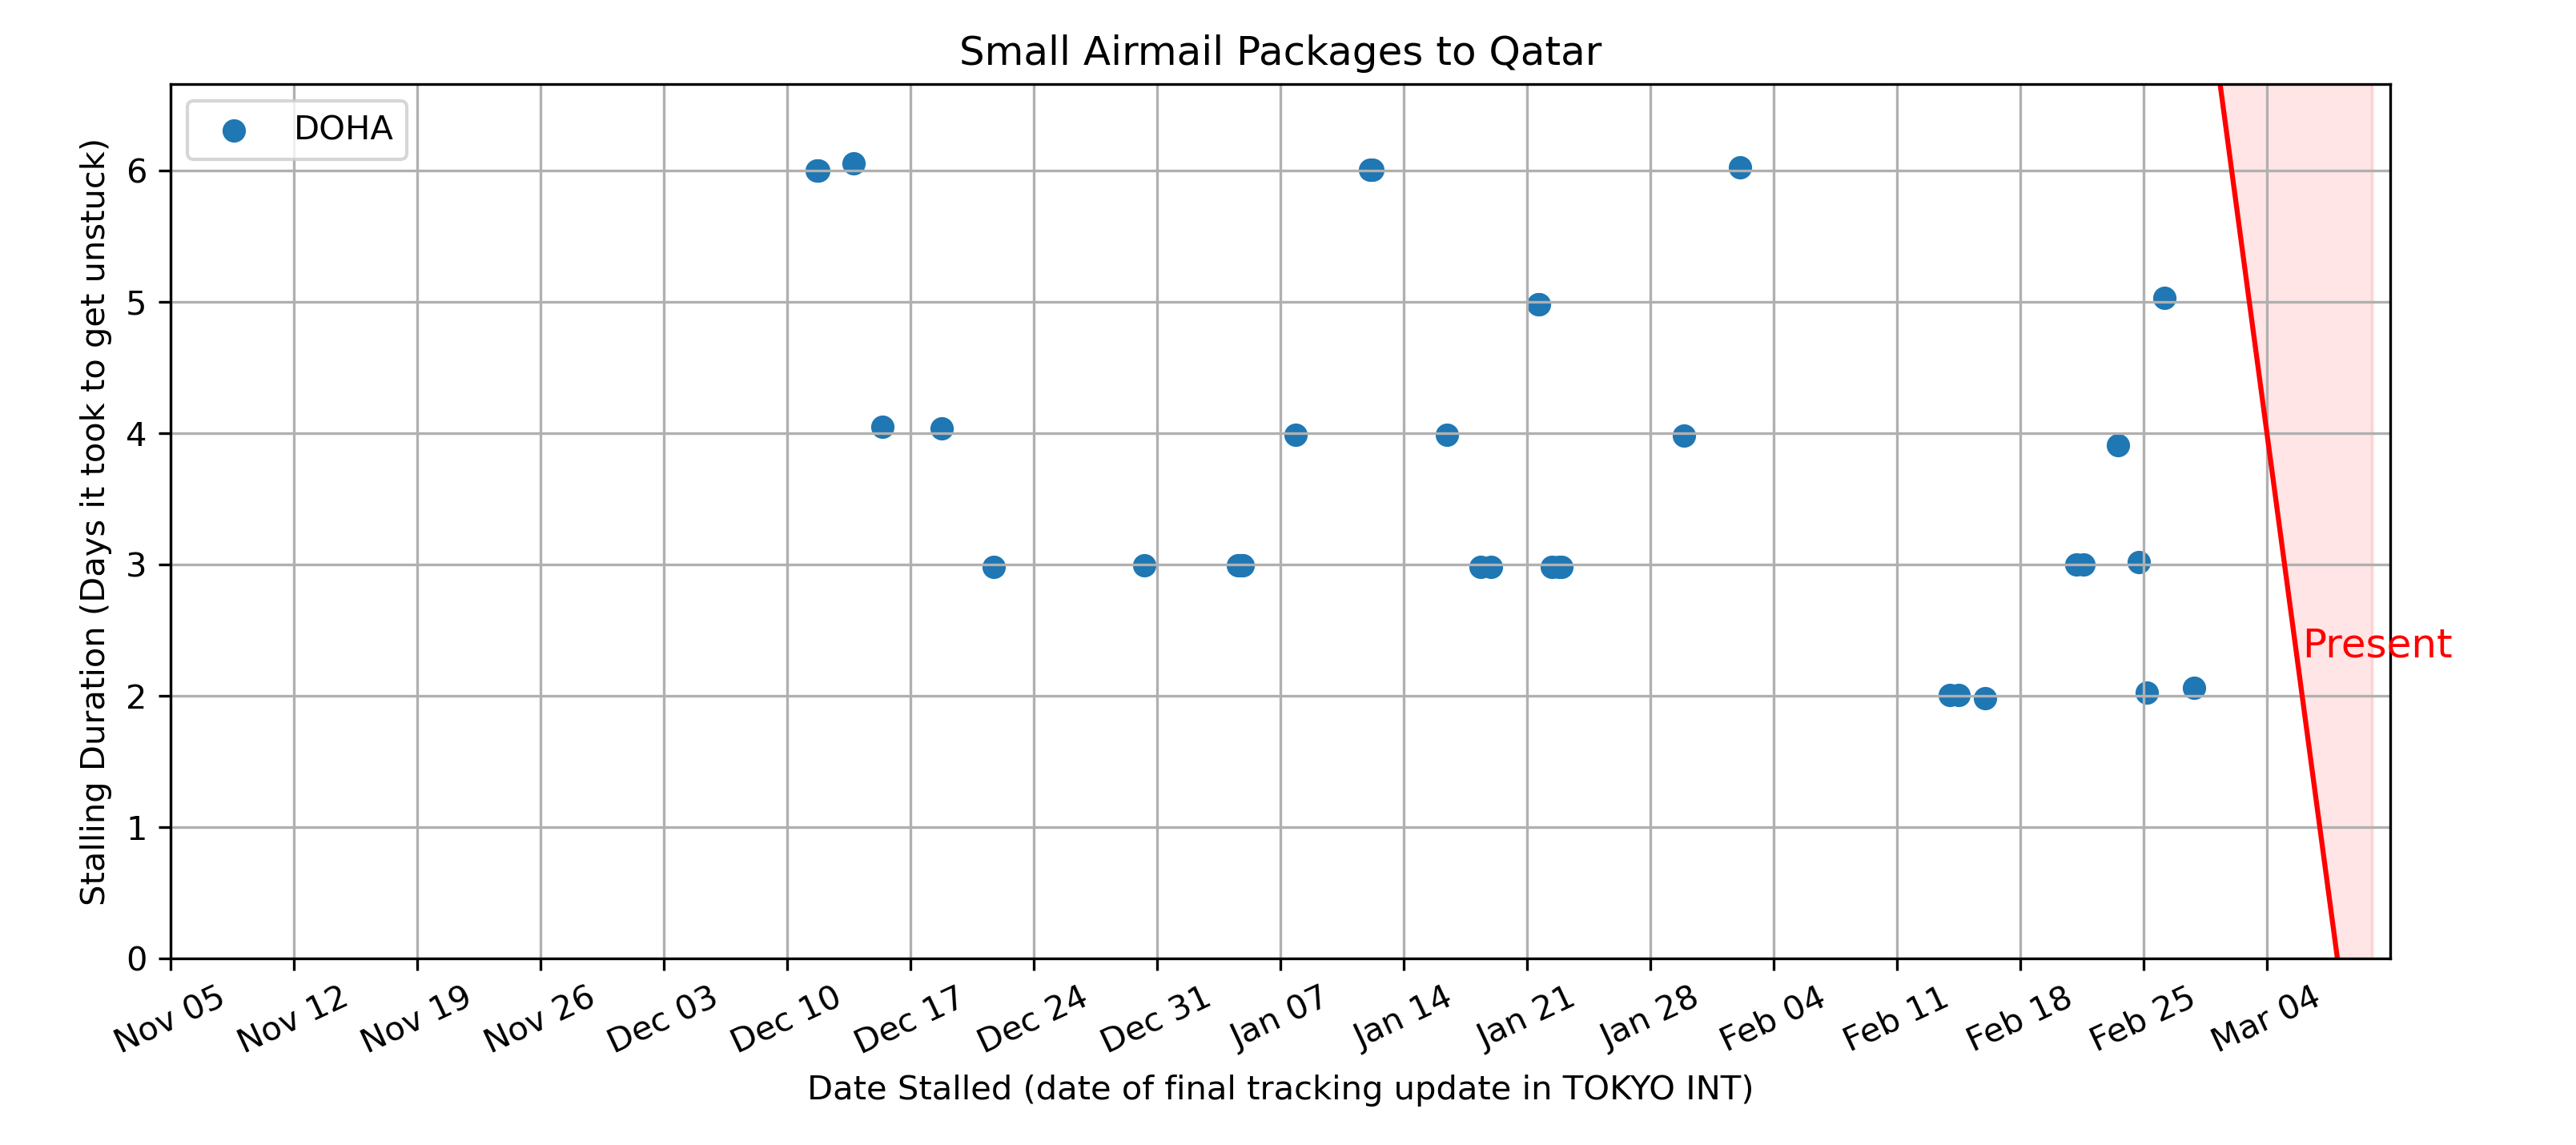 Small Airmail Packages to Qatar
DOHA
Stalling Duration (Days it took to get unstuck)
6
5
4
3
2
1
0
Present
Nov 05 Nov 12 Nov 19 Nov 26 Dec 03 Dec 10 Dec 17 Dec 24 Dec 31 Jan 07 Jan 14 Jan 21 Jan 28 Feb 04 Feb 11 Feb 18 Feb 25 Mar 04
Date Stalled (date of final tracking update in TOKYO INT)